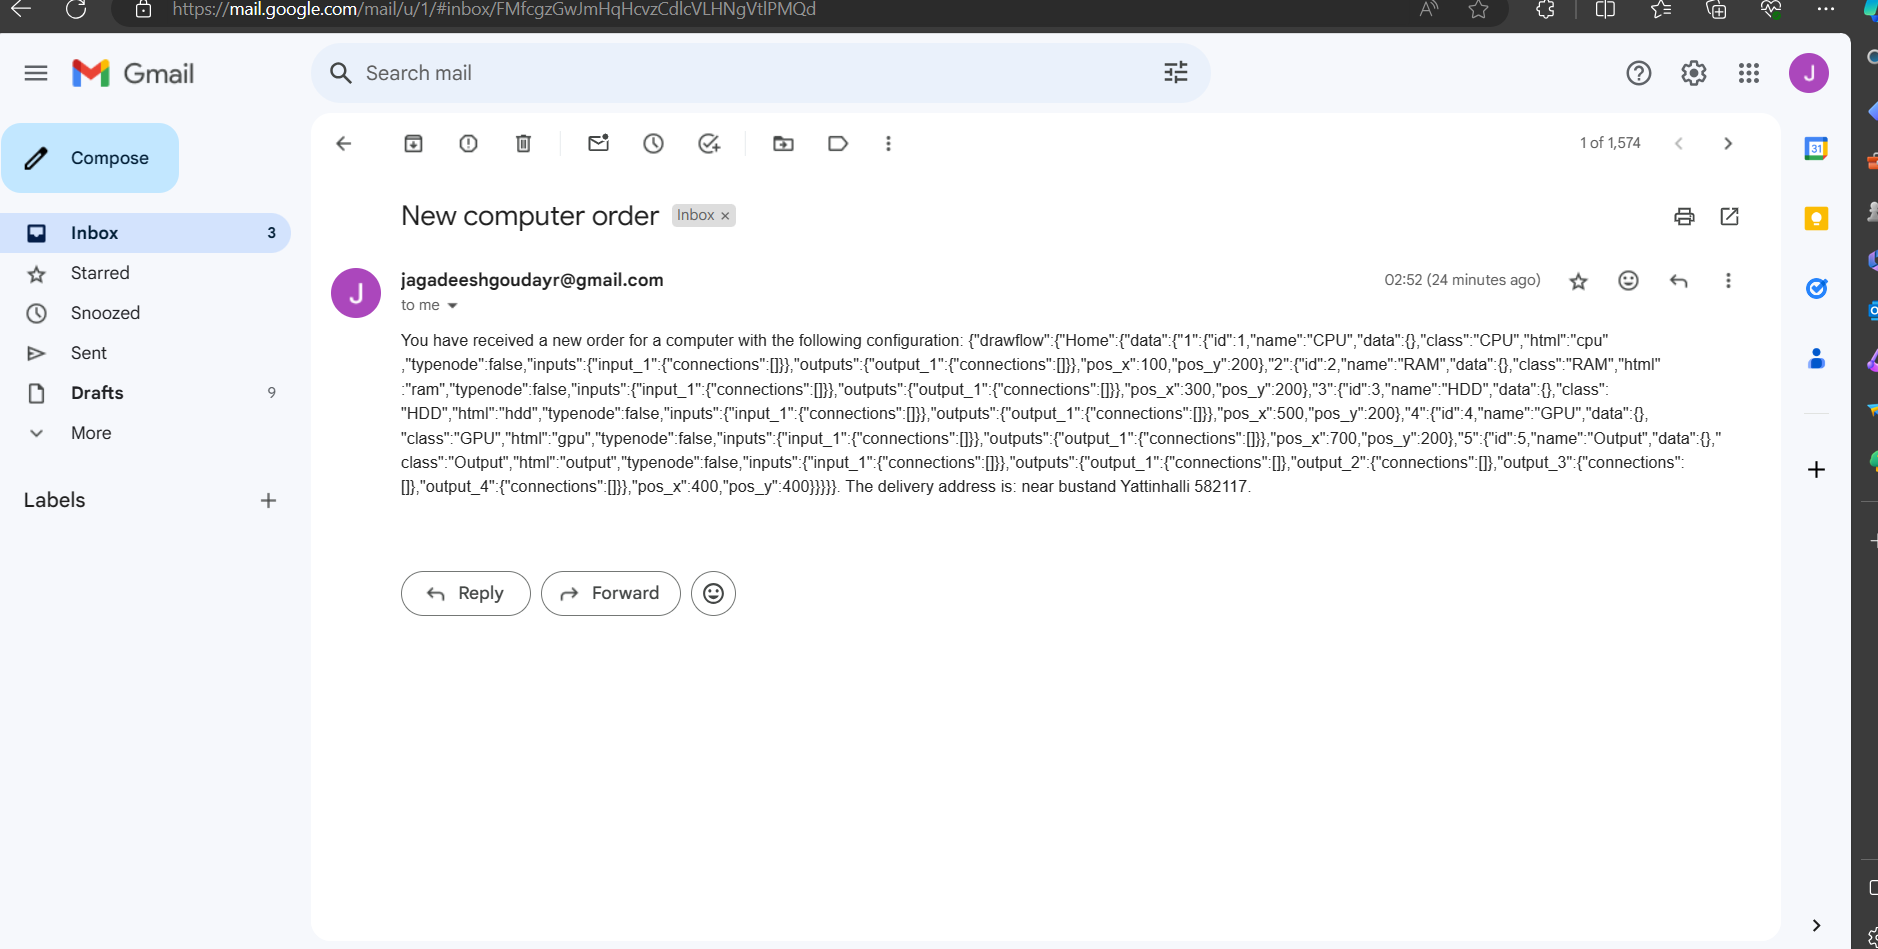 https://mail.google.com/mail/u/1/#inbox/FMfcgzGwJmHqHcvzCdlcVLHNgVtlPMQd
Gmail
Search mail
J
Compose
1 of 1,574
31
New computer order
Inbox ×
Inbox 3
Starred
Snoozed
Sent
Drafts 9
More
Labels
J
jagadeeshgoudayr@gmail.com
02:52 (24 minutes ago)
to me
You have received a new order for a computer with the following configuration: {"drawflow":{"Home":{"data":{"1":{"id":1,"name":"CPU","data":{},"class":"CPU","html":"cpu"
,"typenode":false,"inputs":{"input_1":{"connections":[]}},"outputs":{"output_1":{"connections":[]}},"pos_x":100,"pos_y":200},"2":{"id":2,"name":"RAM","data":{},"class":"RAM","html"
:"ram","typenode":false,"inputs":{"input_1":{"connections":[]}},"outputs":{"output_1":{"connections":[]}},"pos_x":300,"pos_y":200},"3":{"id":3,"name":"HDD","data":{},"class":
"HDD","html":"hdd","typenode":false,"inputs":{"input_1":{"connections":[]}},"outputs":{"output_1":{"connections":[]}},"pos_x":500,"pos_y":200},"4":{"id":4,"name":"GPU","data":{},
"class":"GPU","html":"gpu","typenode":false,"inputs":{"input_1":{"connections":[]}},"outputs":{"output_1":{"connections":[]}},"pos_x":700,"pos_y":200},"5":{"id":5,"name":"Output","data":{},"
class":"Output","html":"output","typenode":false,"inputs":{"input_1":{"connections":[]}},"outputs":{"output_1":{"connections":[]},"output_2":{"connections":[]},"output_3":{"connections":
[]},"output_4":{"connections":[]}},"pos_x":400,"pos_y":400}}}}}. The delivery address is: near bustand Yattinhalli 582117.
Reply
Forward